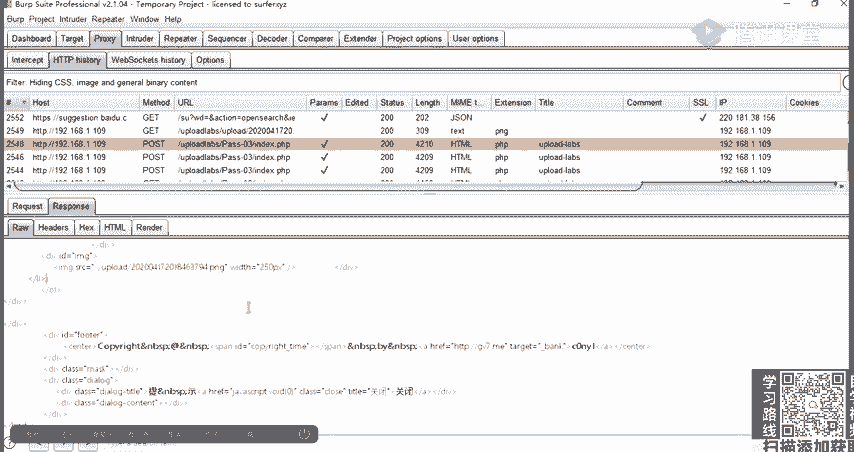 Burp Suite Professional v2.1.04 - Temporary Project - licensed to surferxyz
Burp Project Intruder Repeater Window Help
Dashboard Target Proxy Intruder Repeater Sequencer Decoder Comparer Extender Project options User options
Intercept HTTP history WebSockets history Options
腾讯课堂
Filter: Hiding CSS, image and general binary content
# Host Method URL Params Edited Status Length MIME t... Extension Title Comment SSL IP Cookies
2552 https://suggestion.baidu.c GET /su?wd=&action=opensearch&ie ✓ 200 202 JSON ✓ 220.181.38.156
2549 http://192.168.1.109 GET /uploadlabs/upload/2020041720 200 309 text png 192.168.1.109
2548 http://192.168.1.109 POST /uploadlabs/Pass-03/index.php ✓ 200 4210 HTML php upload-labs 192.168.1.109
2546 http://192.168.1.109 POST /uploadlabs/Pass-03/index.php ✓ 200 4209 HTML php upload-labs 192.168.1.109
2544 http://192.168.1.109 POST /uploadlabs/Pass-03/index.php ✓ 200 4209 HTML php upload-labs 192.168.1.109
Request Response
Raw Headers Hex HTML Render
</div>
<div id="img">
<img src="../upload/202004172018463794.png" width="250px" /> </div>
</li>
</ol>
</div>
</div>
<div id="footer">
<center>Copyright&nbsp;@&nbsp;<span id="copyright_time"></span>&nbsp;by&nbsp;<a href="http://gv7.me" target="_bank">c0ny1</a></center>
</div>
<div class="mask"></div>
<div class="dialog">
<div class="dialog-title">提&nbsp;示<a href="javascript:void(0)" class="close" title="关闭">关闭</a></div>
<div class="dialog-content"></div>
</div>
学习路线
扫描添加获